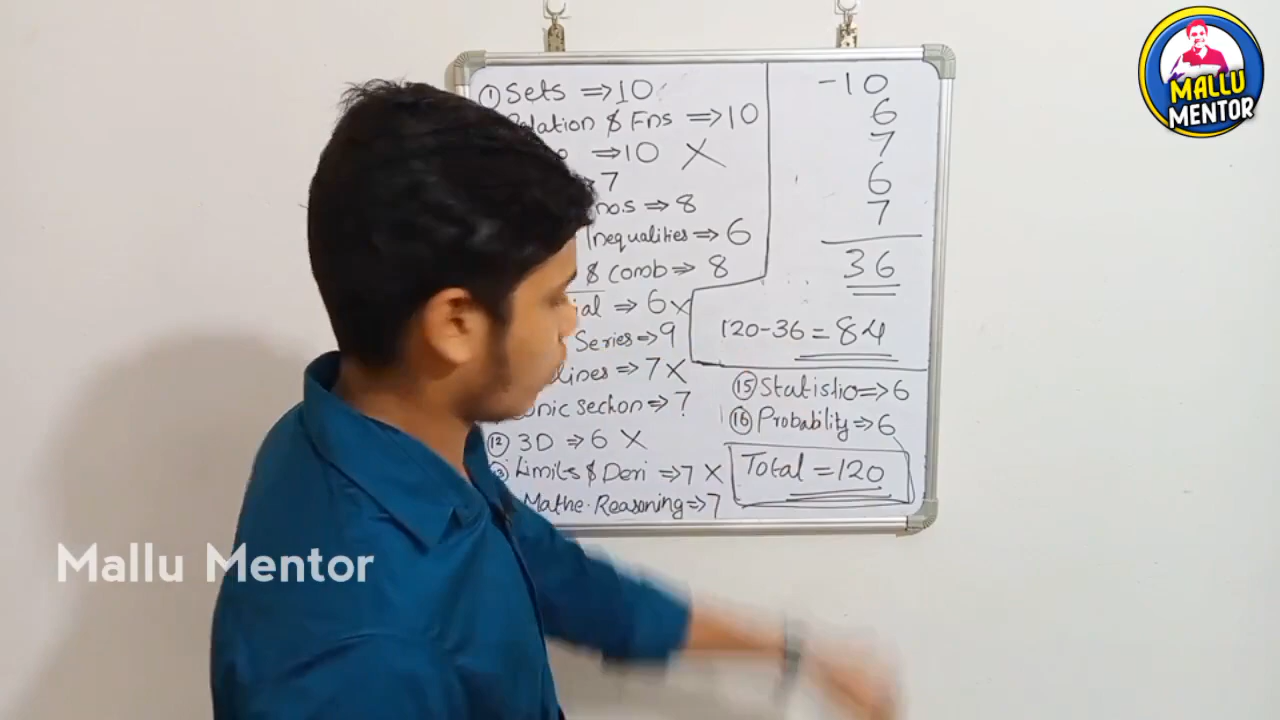 ① Sets ⇒ 10
Relation & Fns ⇒ 10
⇒ 10 X
7
nos ⇒ 8
Inequalities ⇒ 6
& Comb ⇒ 8
ial ⇒ 6 X
Series ⇒ 9
lines ⇒ 7 X
Conic section ⇒ 7
⑫ 3D ⇒ 6 X
Limits & Deri ⇒ 7 X
Mathe. Reasoning ⇒ 7
- 10
6
7
6
7
36
120 - 36 = 84
⑮ Statistic ⇒ 6
⑯ Probability ⇒ 6
Total = 120
MALLU
MENTOR
Mallu Mentor